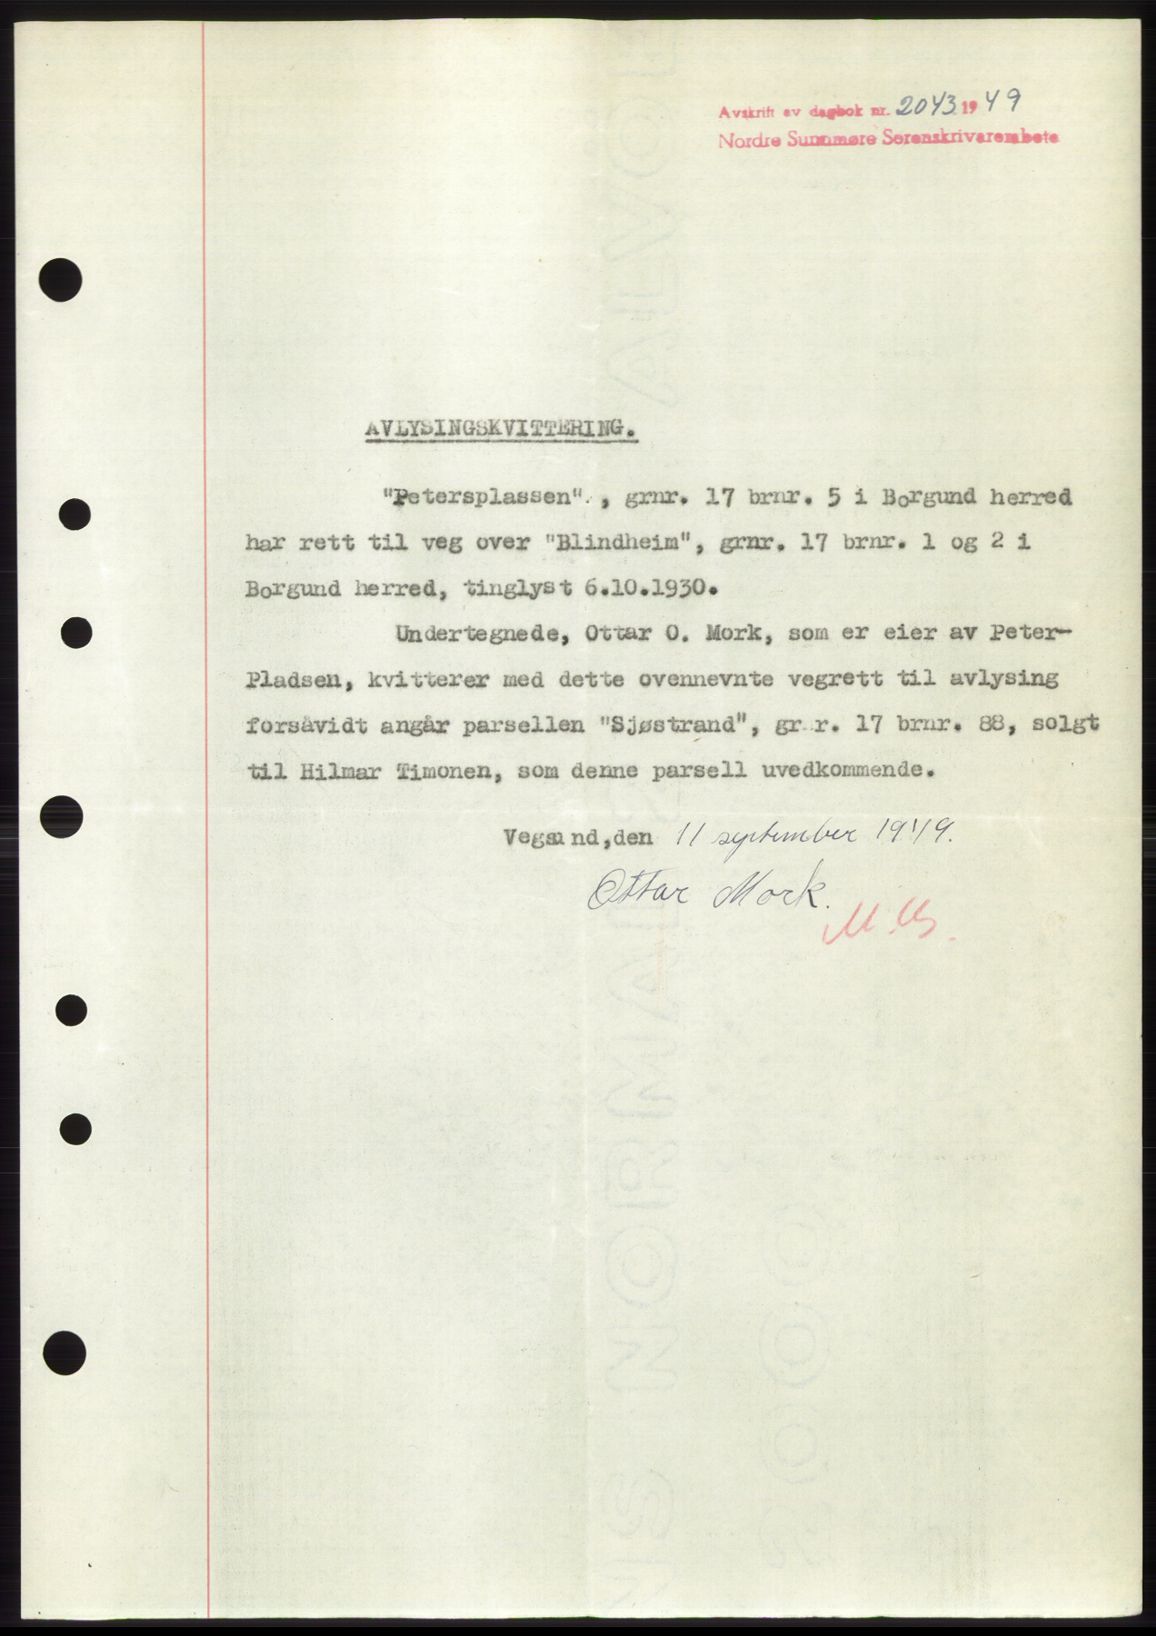 Avskrift av dagbok nr. 2043 1949
Nordre Sunnmøre Sorenskrivarembete
AVLYSINGSKVITTERING.
"Petersplassen". , grnr. 17 brnr. 5 i Borgund herred
har rett til veg over "Blindheim", grnr. 17 brnr. 1 og 2 i
Borgund herred, tinglyst 6.10.1930.
Undertegnede, Ottar O. Mork, som er eier av Peter-
Pladsen, kvitterer med dette ovennevnte vegrett til avlysing
forsåvidt angår parsellen "Sjøstrand", gr r. 17 brnr. 88, solgt
til Hilmar Timonen, som denne parsell uvedkommende.
Vegsund,den 11 september 1949.
Ottar Mork.